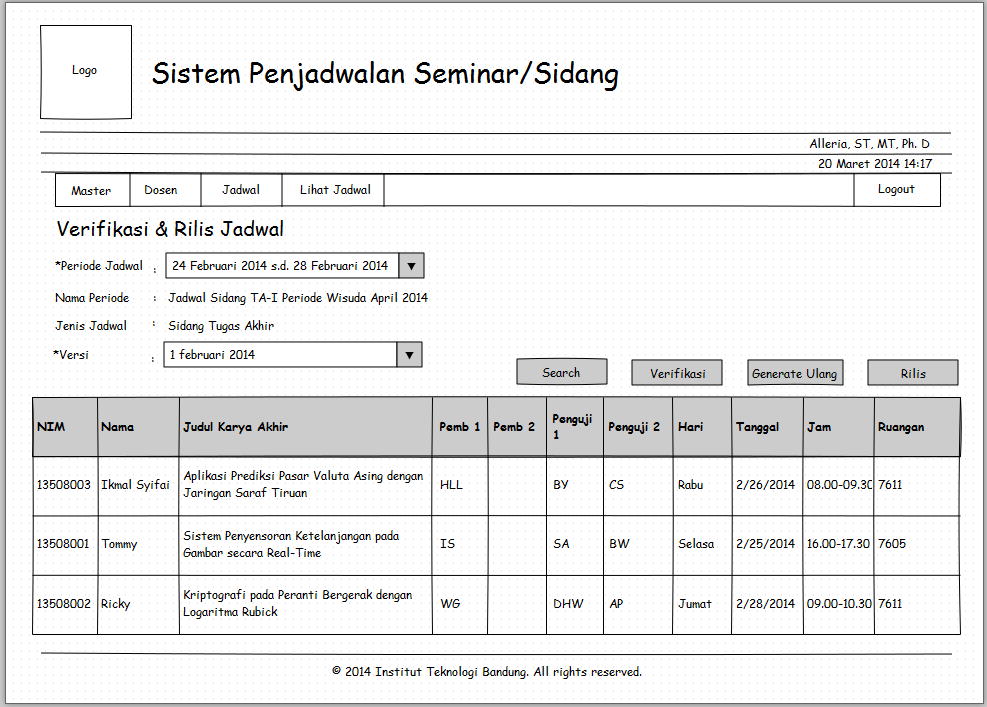 Logo
Sistem Penjadwalan Seminar/Sidang
Alleria, ST, MT, Ph. D
20 Maret 2014 14:17
Master Dosen Jadwal Lihat Jadwal Logout
Verifikasi & Rilis Jadwal
*Periode Jadwal : 24 Februari 2014 s.d. 28 Februari 2014 ▼
Nama Periode : Jadwal Sidang TA-I Periode Wisuda April 2014
Jenis Jadwal : Sidang Tugas Akhir
*Versi : 1 februari 2014 ▼
Search Verifikasi Generate Ulang Rilis
NIM Nama Judul Karya Akhir Pemb 1 Pemb 2 Penguji 1 Penguji 2 Hari Tanggal Jam Ruangan
13508003 Ikmal Syifai Aplikasi Prediksi Pasar Valuta Asing dengan
Jaringan Saraf Tiruan HLL BY CS Rabu 2/26/2014 08.00-09.30 7611
13508001 Tommy Sistem Penyensoran Ketelanjangan pada
Gambar secara Real-Time IS SA BW Selasa 2/25/2014 16.00-17.30 7605
13508002 Ricky Kriptografi pada Peranti Bergerak dengan
Logaritma Rubick WG DHW AP Jumat 2/28/2014 09.00-10.30 7611
© 2014 Institut Teknologi Bandung. All rights reserved.